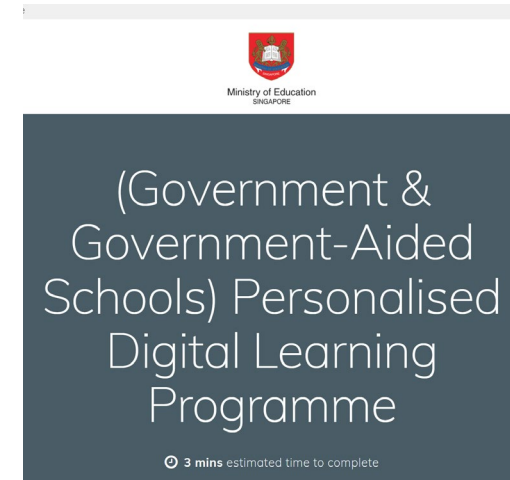 Ministry of Education
SINGAPORE
(Government &
Government-Aided
Schools) Personalised
Digital Learning
Programme
3 mins estimated time to complete